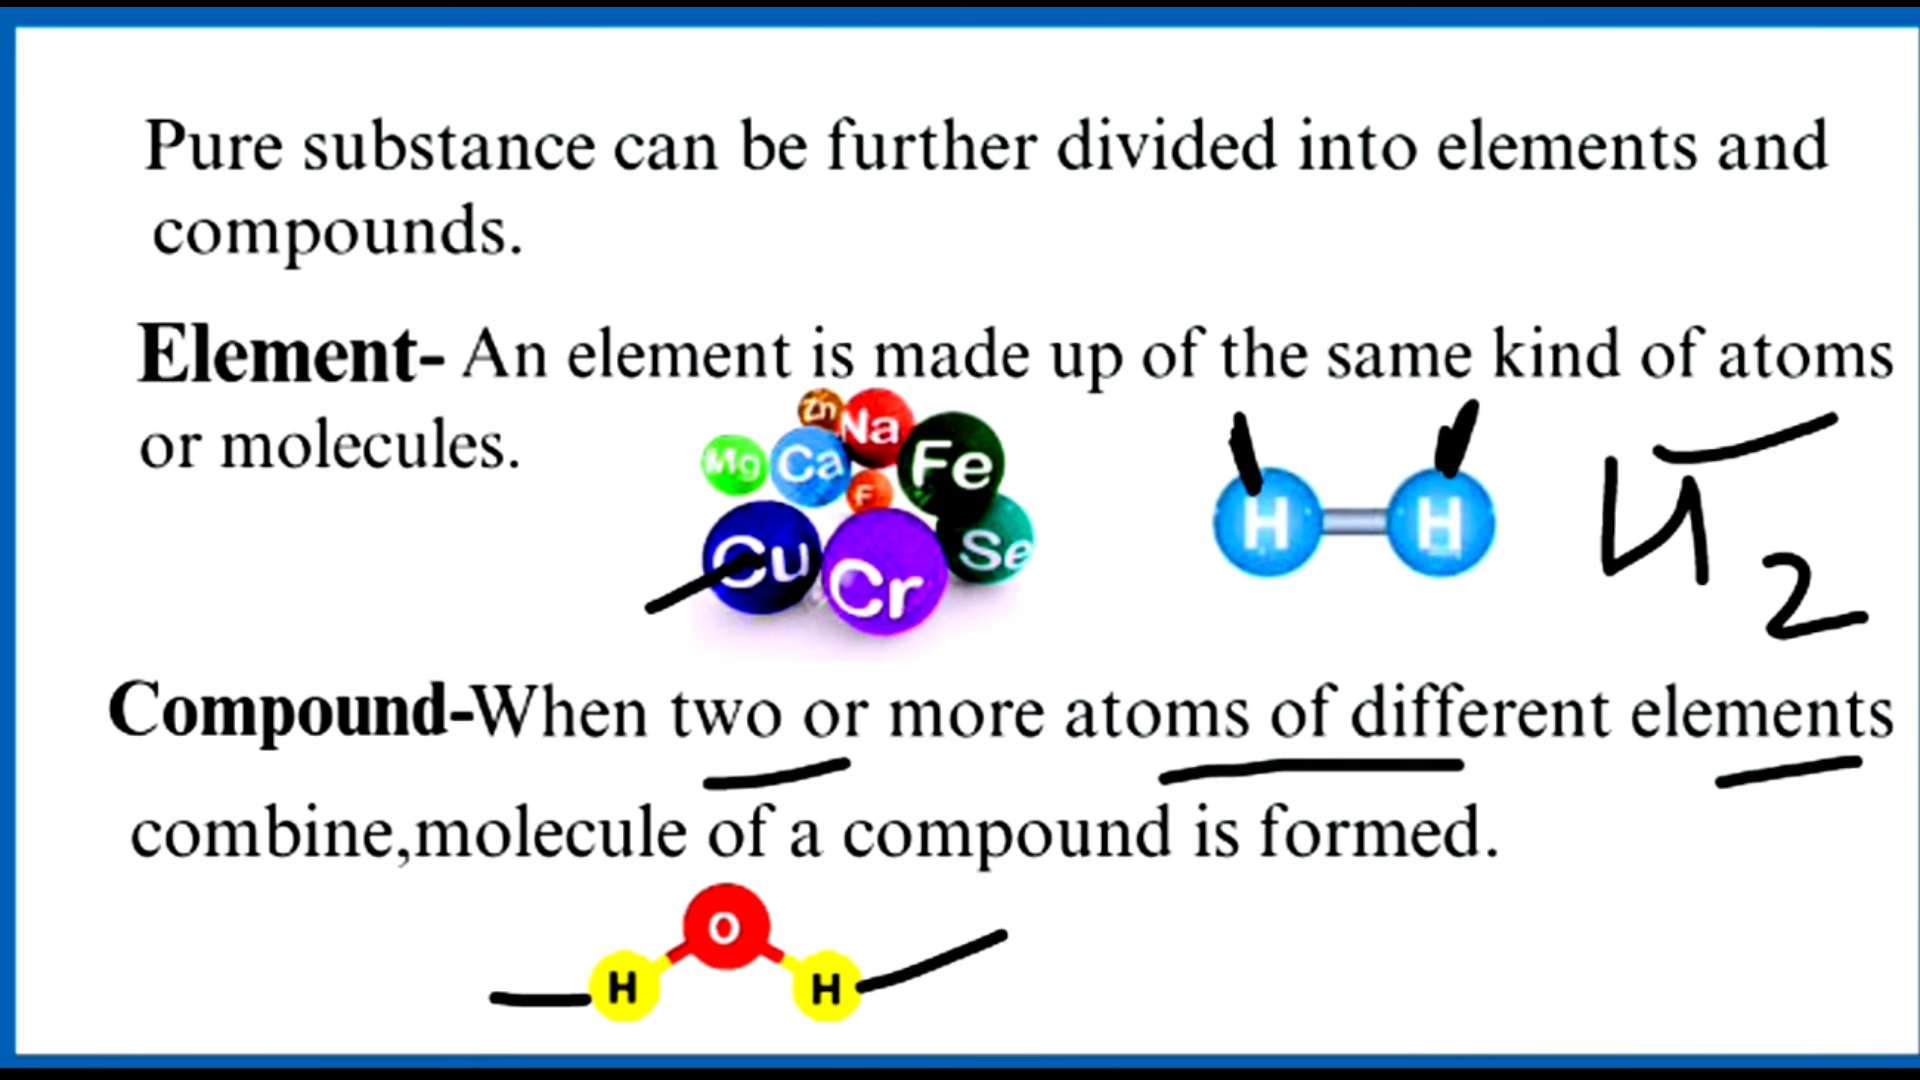 Pure substance can be further divided into elements and
compounds.
Element- An element is made up of the same kind of atoms
or molecules.
Zn Na
Mg Ca F Fe
Cu Cr Se
H H
H2
Compound-When two or more atoms of different elements
combine,molecule of a compound is formed.
O
H H